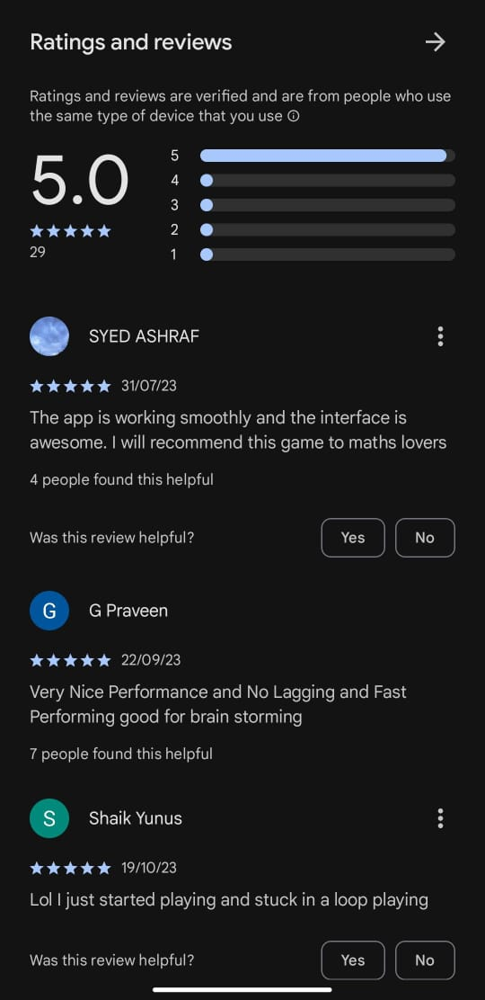 Ratings and reviews
Ratings and reviews are verified and are from people who use
the same type of device that you use
5.0
29
5
4
3
2
1
SYED ASHRAF
31/07/23
The app is working smoothly and the interface is
awesome. I will recommend this game to maths lovers
4 people found this helpful
Was this review helpful?
Yes
No
G
G Praveen
22/09/23
Very Nice Performance and No Lagging and Fast
Performing good for brain storming
7 people found this helpful
S
Shaik Yunus
19/10/23
Lol I just started playing and stuck in a loop playing
Was this review helpful?
Yes
No